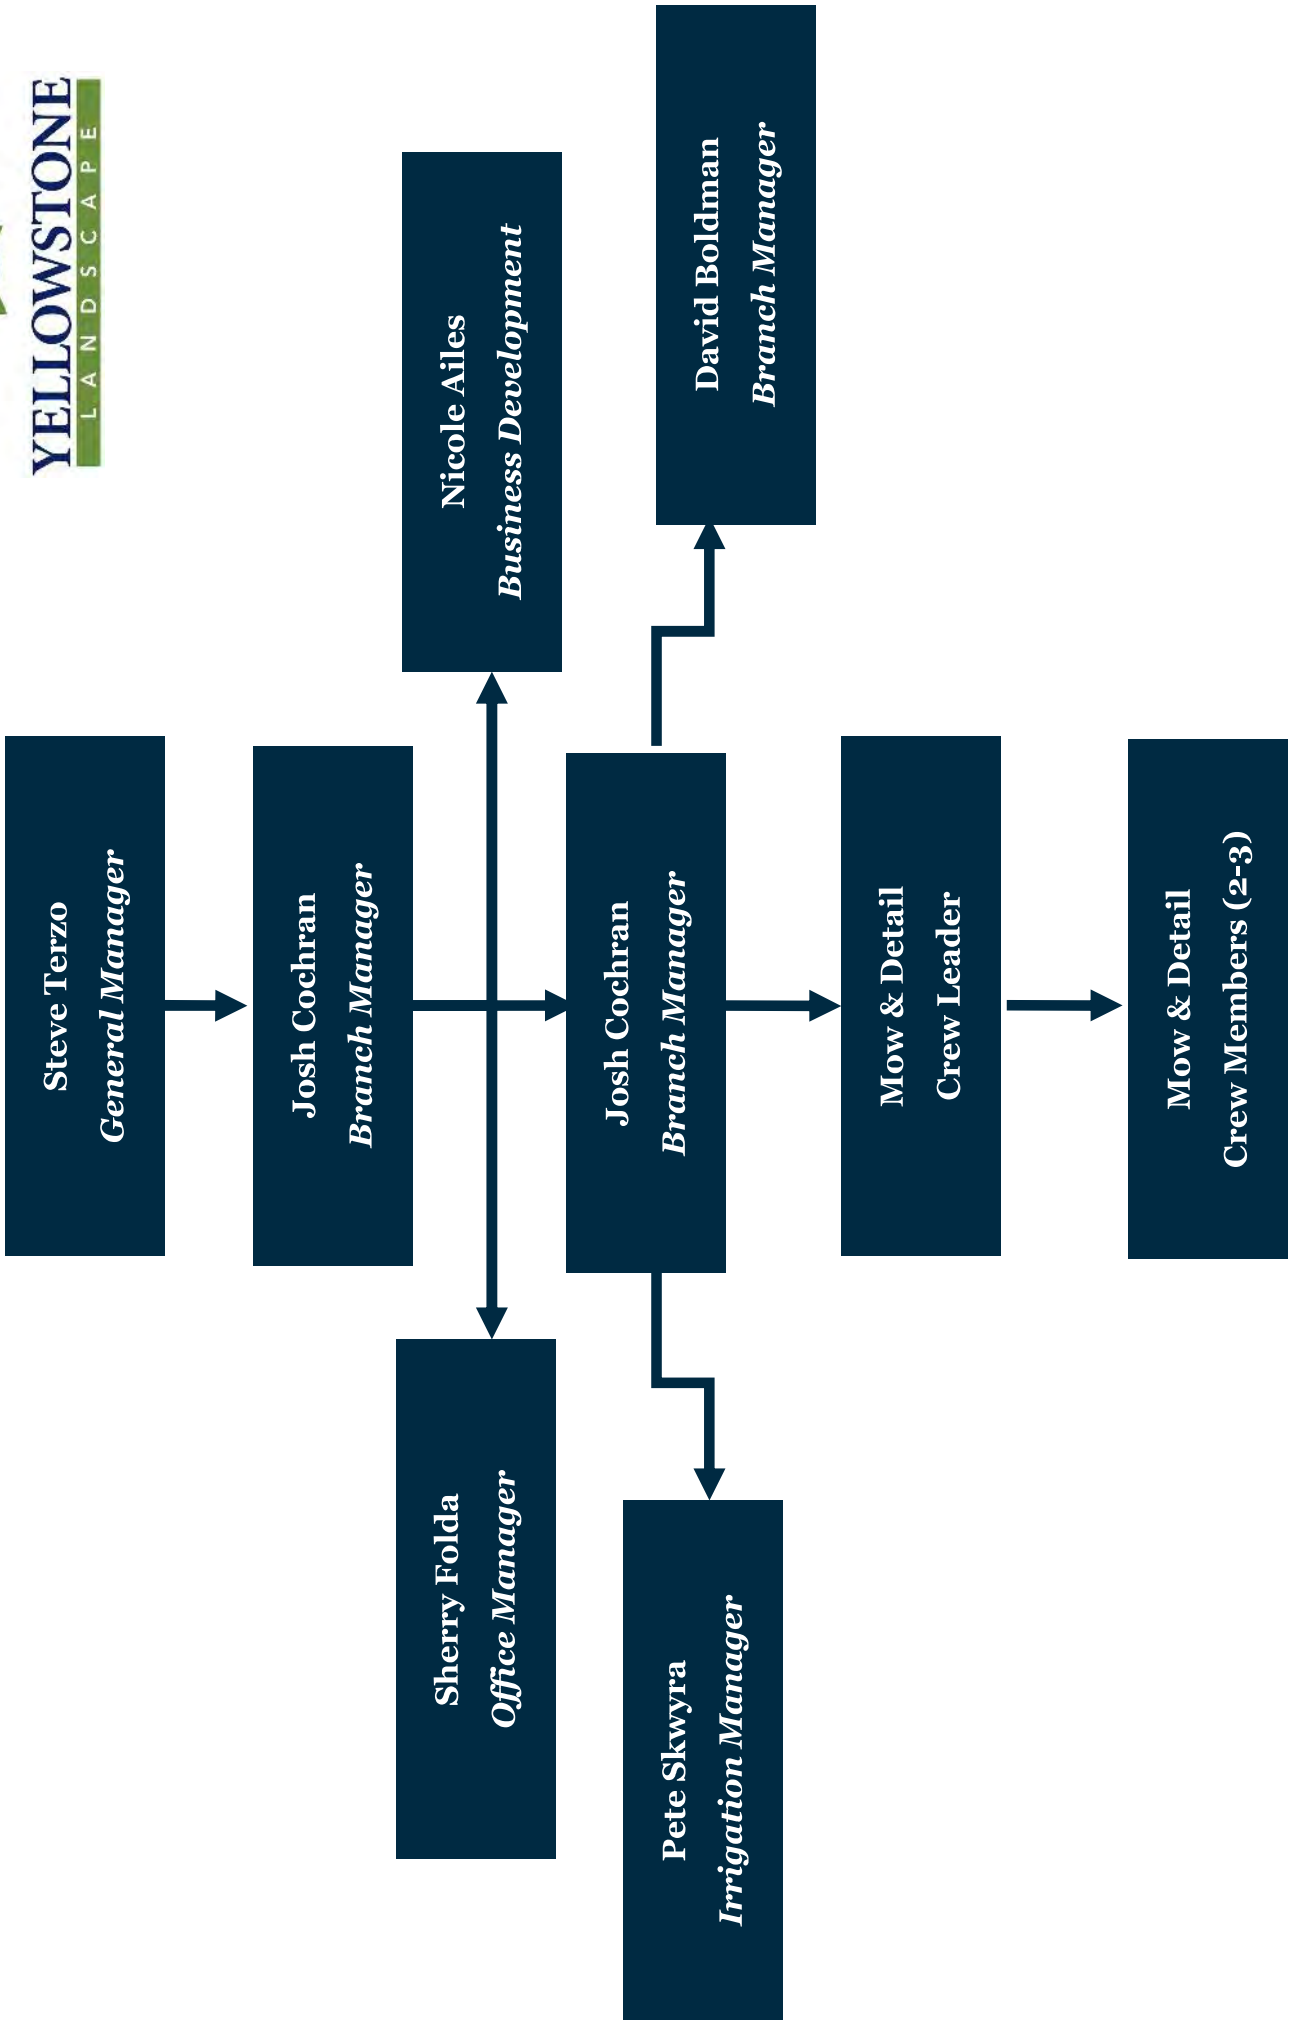 YELLOWSTONE
LANDSCAPE
Steve Terzo
General Manager
Josh Cochran
Branch Manager
Sherry Folda
Office Manager
Nicole Ailes
Business Development
Josh Cochran
Branch Manager
Pete Skwyra
Irrigation Manager
David Boldman
Branch Manager
Mow & Detail
Crew Leader
Mow & Detail
Crew Members (2-3)